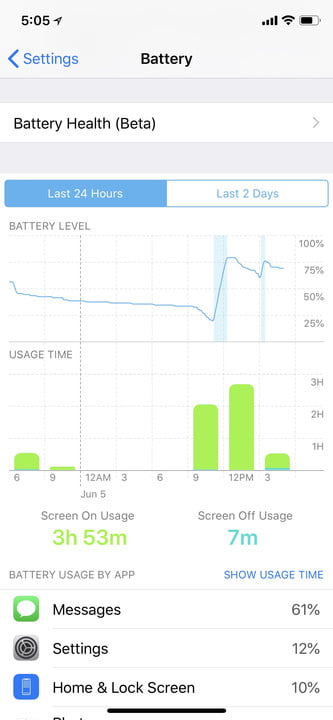 5:05
Settings
Battery
Battery Health (Beta)
Last 24 Hours
Last 2 Days
BATTERY LEVEL
100%
75%
50%
25%
USAGE TIME
3H
2H
1H
6 9 12AM 3 6 9 12PM 3
Jun 5
Screen On Usage
3h 53m
Screen Off Usage
7m
BATTERY USAGE BY APP
SHOW USAGE TIME
Messages 61%
Settings 12%
Home & Lock Screen 10%